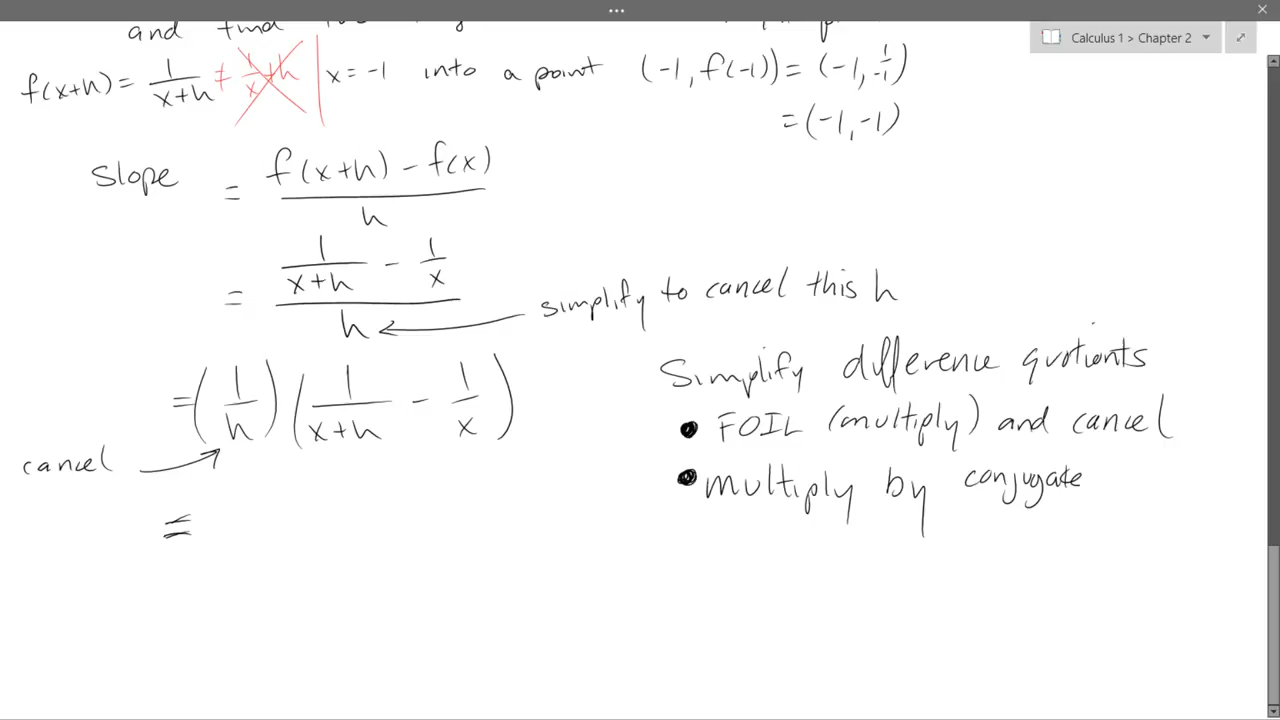 Calculus 1 > Chapter 2
and find
f(x+h) = 1/(x+h) ≠ 1/x + h | x = -1 into a point (-1, f(-1)) = (-1, 1/-1)
= (-1, -1)
Slope = (f(x+h) - f(x))/h
= (1/(x+h) - 1/x)/h
simplify to cancel this h
= (1/h)(1/(x+h) - 1/x)
cancel
=
Simplify difference quotients
• FOIL (multiply) and cancel
• multiply by conjugate